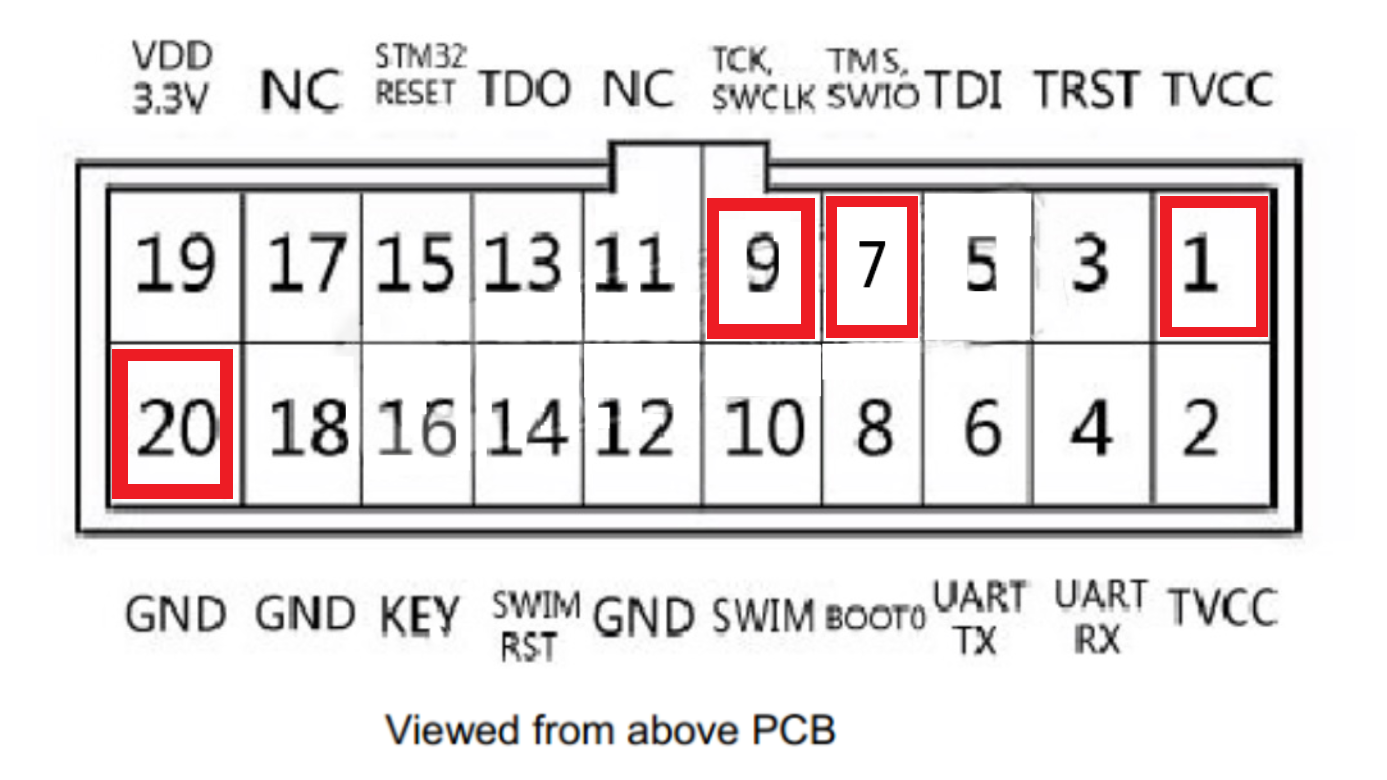 VDD 3.3V NC STM32 RESET TDO NC TCK, SWCLK TMS, SWIO TDI TRST TVCC
19 17 15 13 11 9 7 5 3 1
20 18 16 14 12 10 8 6 4 2
GND GND KEY SWIM RST GND SWIM BOOT0 UART TX UART RX TVCC
Viewed from above PCB